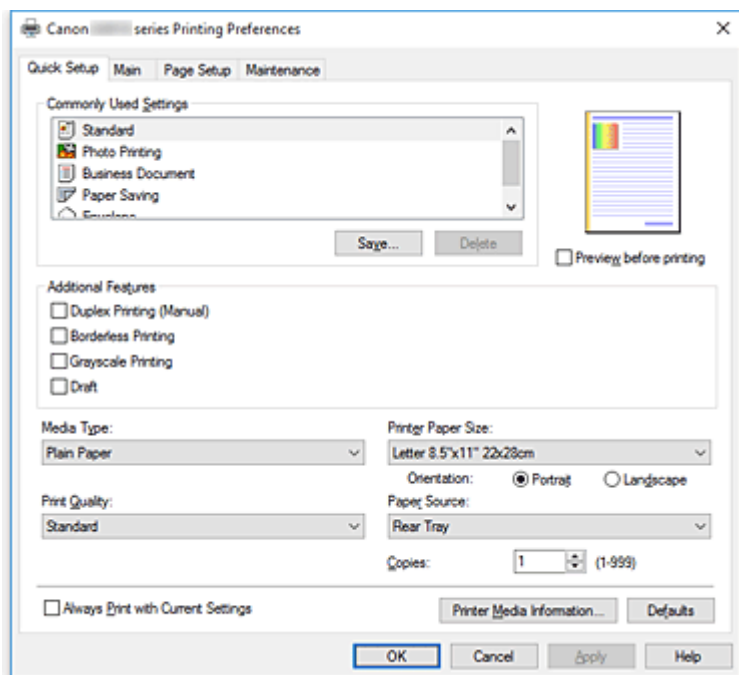 Canon series Printing Preferences
Quick Setup Main Page Setup Maintenance
Commonly Used Settings
Standard
Photo Printing
Business Document
Paper Saving
Envelope
Save... Delete
Preview before printing
Additional Features
Duplex Printing (Manual)
Borderless Printing
Grayscale Printing
Draft
Media Type: Printer Paper Size:
Plain Paper Letter 8.5"x11" 22x28cm
Orientation: Portrait Landscape
Print Quality: Paper Source:
Standard Rear Tray
Copies: 1 (1-999)
Always Print with Current Settings Printer Media Information... Defaults
OK Cancel Apply Help